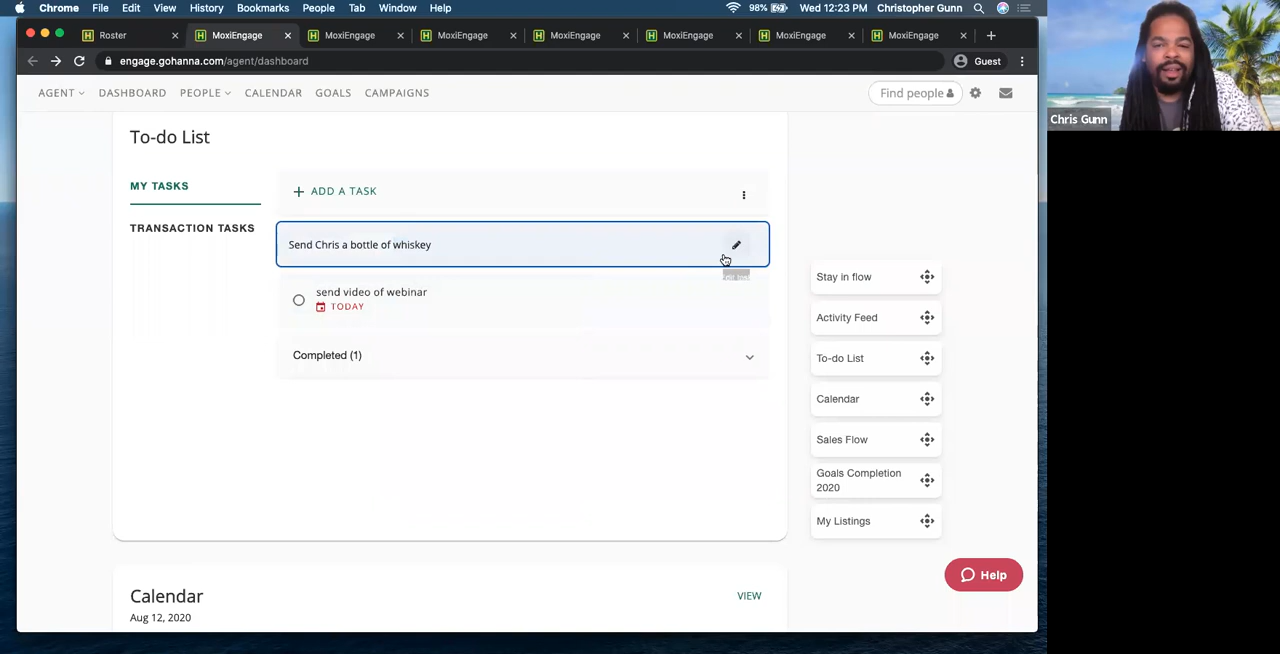 Chrome File Edit View History Bookmarks People Tab Window Help 98% Wed 12:23 PM Christopher Gunn
Roster MoxiEngage MoxiEngage MoxiEngage MoxiEngage MoxiEngage MoxiEngage MoxiEngage
engage.gohanna.com/agent/dashboard Guest
AGENT DASHBOARD PEOPLE CALENDAR GOALS CAMPAIGNS Find people
Chris Gunn
To-do List
MY TASKS
ADD A TASK
TRANSACTION TASKS
Send Chris a bottle of whiskey
send video of webinar
TODAY
Completed (1)
Stay in flow
Activity Feed
To-do List
Calendar
Sales Flow
Goals Completion
2020
My Listings
Help
Calendar VIEW
Aug 12, 2020